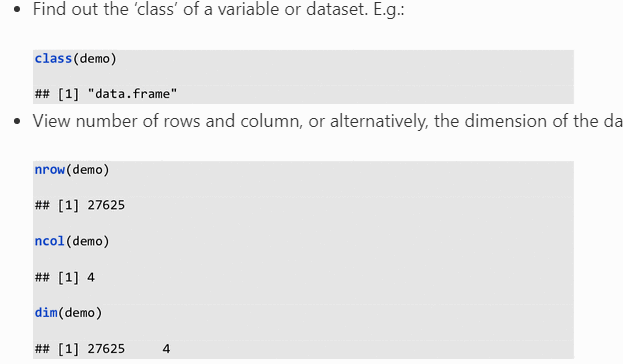 • Find out the ‘class’ of a variable or dataset. E.g.:
class(demo)
## [1] "data.frame"
• View number of rows and column, or alternatively, the dimension of the da
nrow(demo)
## [1] 27625
ncol(demo)
## [1] 4
dim(demo)
## [1] 27625     4